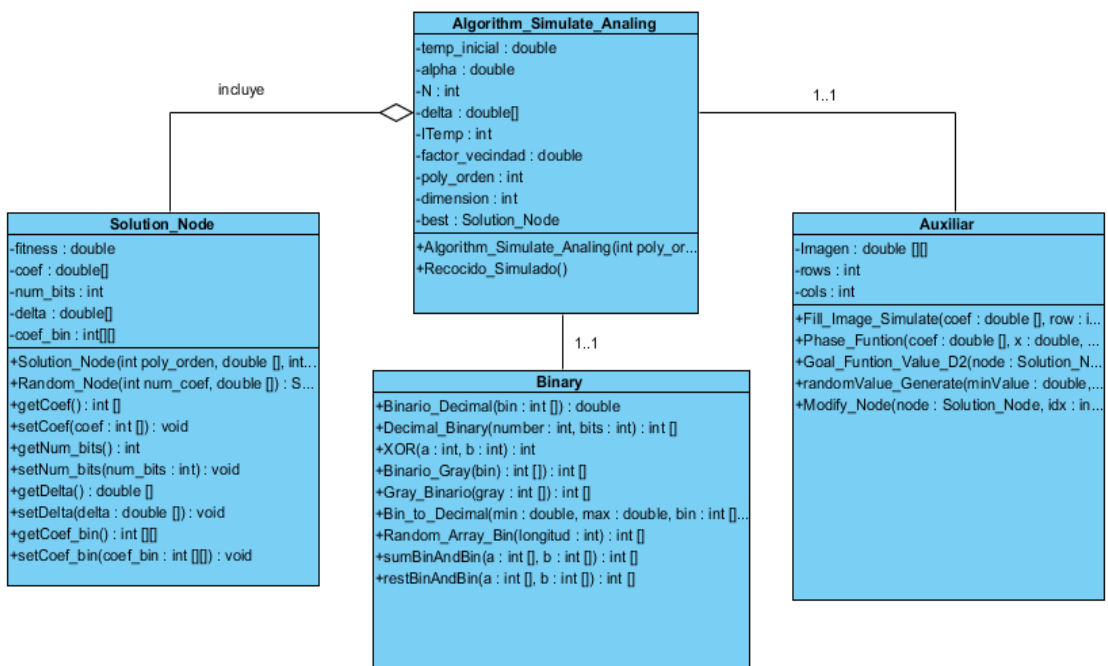 Algorithm_Simulate_Analing
-temp_inicial : double
-alpha : double
-N : int
-delta : double[]
-ITemp : int
-factor_vecindad : double
-poly_orden : int
-dimension : int
-best : Solution_Node
+Algorithm_Simulate_Analing(int poly_or...
+Recocido_Simulado()
incluye
1..1
1..1
Solution_Node
-fitness : double
-coef : double[]
-num_bits : int
-delta : double[]
-coef_bin : int[][]
+Solution_Node(int poly_orden, double [], int...
+Random_Node(int num_coef, double []) : S...
+getCoef() : int []
+setCoef(coef : int []) : void
+getNum_bits() : int
+setNum_bits(num_bits : int) : void
+getDelta() : double []
+setDelta(delta : double []) : void
+getCoef_bin() : int [][]
+setCoef_bin(coef_bin : int [][]) : void
Binary
+Binario_Decimal(bin : int []) : double
+Decimal_Binary(number : int, bits : int) : int []
+XOR(a : int, b : int) : int
+Binario_Gray(bin) : int []) : int []
+Gray_Binario(gray : int []) : int []
+Bin_to_Decimal(min : double, max : double, bin : int []...
+Random_Array_Bin(longitud : int) : int []
+sumBinAndBin(a : int [], b : int []) : int []
+restBinAndBin(a : int [], b : int []) : int []
Auxiliar
-Imagen : double [][]
-rows : int
-cols : int
+Fill_Image_Simulate(coef : double [], row : i...
+Phase_Funtion(coef : double [], x : double, ...
+Goal_Funtion_Value_D2(node : Solution_N...
+randomValue_Generate(minValue : double,...
+Modify_Node(node : Solution_Node, idx : in...